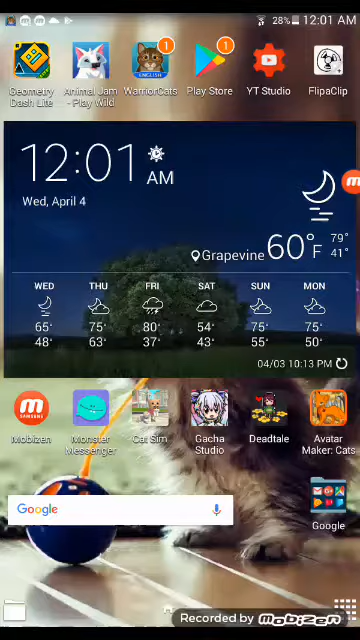 28% 12:01 AM
1 1
ENGLISH
Geometry Dash Lite
Animal Jam - Play Wild
WarriorCats
Play Store
YT Studio
FlipaClip
12:01 AM
Wed, April 4
Grapevine 60°F 79° 41°
WED THU FRI SAT SUN MON
65° 75° 80° 54° 75° 75°
48° 63° 37° 43° 55° 50°
04/03 10:13 PM
Mobizen
Monster Messenger
Cat Sim
Gacha Studio
Deadtale
Avatar Maker: Cats
Google
Google
Recorded by MOBIZEN